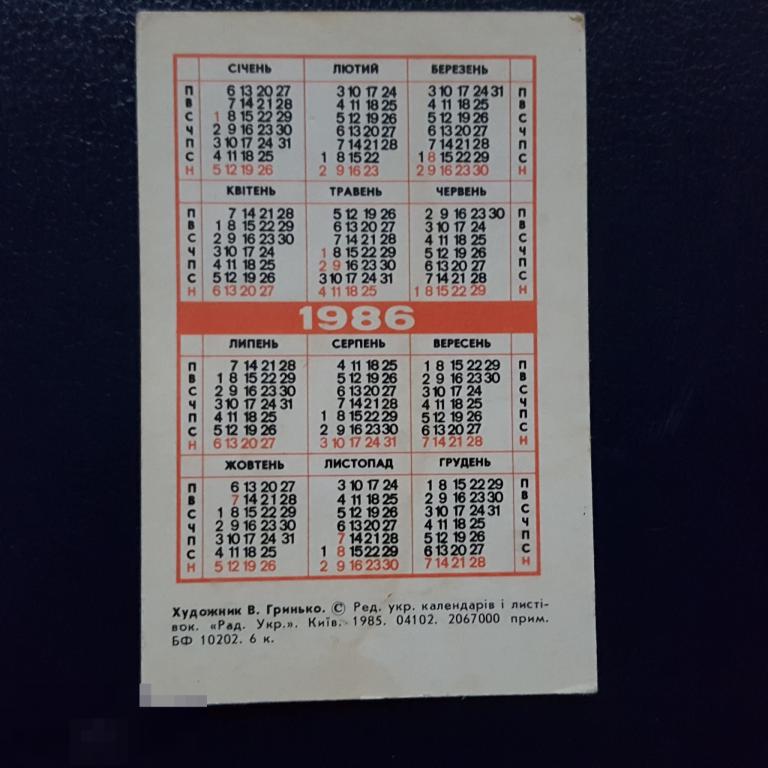 СІЧЕНЬ ЛЮТИЙ БЕРЕЗЕНЬ
П 6 13 20 27 3 10 17 24 3 10 17 24 31 П
В 7 14 21 28 4 11 18 25 4 11 18 25 В
С 1 8 15 22 29 5 12 19 26 5 12 19 26 С
Ч 2 9 16 23 30 6 13 20 27 6 13 20 27 Ч
П 3 10 17 24 31 7 14 21 28 7 14 21 28 П
С 4 11 18 25 1 8 15 22 1 8 15 22 29 С
Н 5 12 19 26 2 9 16 23 2 9 16 23 30 Н
КВІТЕНЬ ТРАВЕНЬ ЧЕРВЕНЬ
П 7 14 21 28 5 12 19 26 2 9 16 23 30 П
В 1 8 15 22 29 6 13 20 27 3 10 17 24 В
С 2 9 16 23 30 7 14 21 28 4 11 18 25 С
Ч 3 10 17 24 1 8 15 22 29 5 12 19 26 Ч
П 4 11 18 25 2 9 16 23 30 6 13 20 27 П
С 5 12 19 26 3 10 17 24 31 7 14 21 28 С
Н 6 13 20 27 4 11 18 25 1 8 15 22 29 Н
1986
ЛИПЕНЬ СЕРПЕНЬ ВЕРЕСЕНЬ
П 7 14 21 28 4 11 18 25 1 8 15 22 29 П
В 1 8 15 22 29 5 12 19 26 2 9 16 23 30 В
С 2 9 16 23 30 6 13 20 27 3 10 17 24 С
Ч 3 10 17 24 31 7 14 21 28 4 11 18 25 Ч
П 4 11 18 25 1 8 15 22 29 5 12 19 26 П
С 5 12 19 26 2 9 16 23 30 6 13 20 27 С
Н 6 13 20 27 3 10 17 24 31 7 14 21 28 Н
ЖОВТЕНЬ ЛИСТОПАД ГРУДЕНЬ
П 6 13 20 27 3 10 17 24 1 8 15 22 29 П
В 7 14 21 28 4 11 18 25 2 9 16 23 30 В
С 1 8 15 22 29 5 12 19 26 3 10 17 24 31 С
Ч 2 9 16 23 30 6 13 20 27 4 11 18 25 Ч
П 3 10 17 24 31 7 14 21 28 5 12 19 26 П
С 4 11 18 25 1 8 15 22 29 6 13 20 27 С
Н 5 12 19 26 2 9 16 23 30 7 14 21 28 Н
Художник В. Гринько. © Ред. укр. календарів і листі-
вок. «Рад. Укр.». Київ. 1985. 04102. 2067000 прим.
БФ 10202. 6 к.